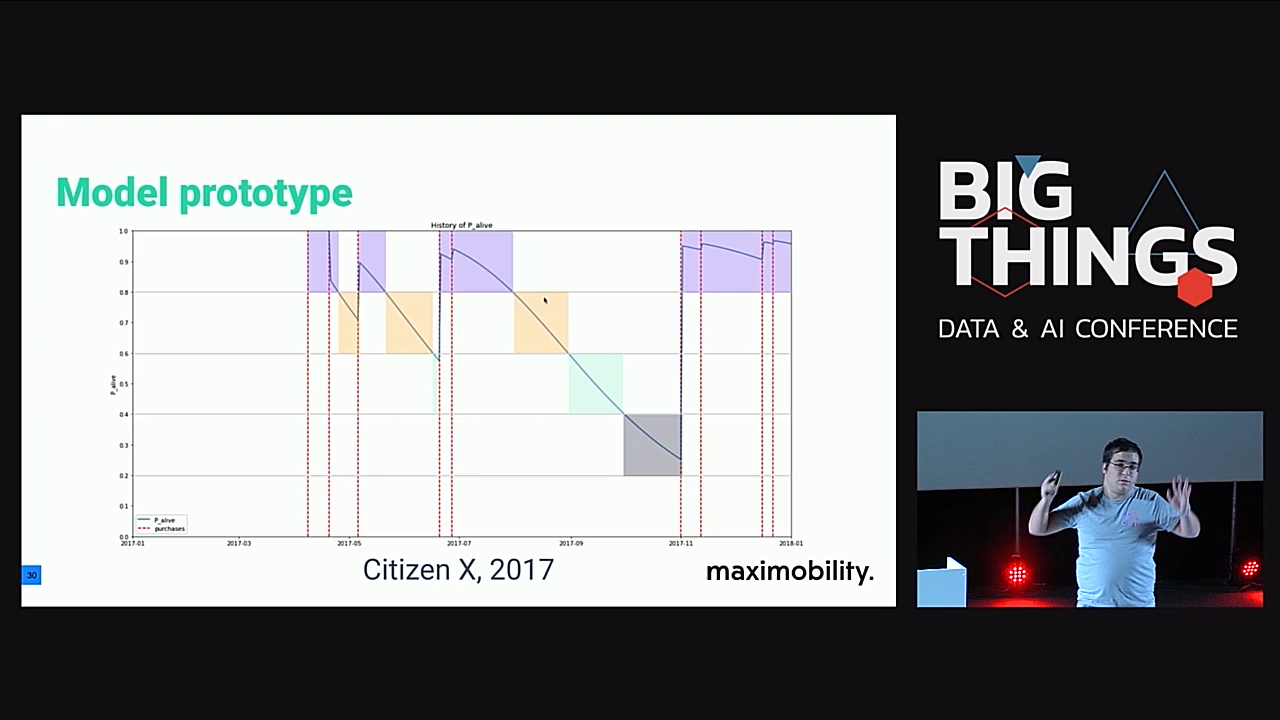 Model prototype
History of P_alive
1.0
0.9
0.8
0.7
0.6
0.5
0.4
0.3
0.2
0.1
0.0
P_alive
P_alive
purchases
2017-01
2017-03
2017-05
2017-07
2017-09
2017-11
2018-01
Citizen X, 2017
maximobility.
30
BIG
THINGS
DATA & AI CONFERENCE